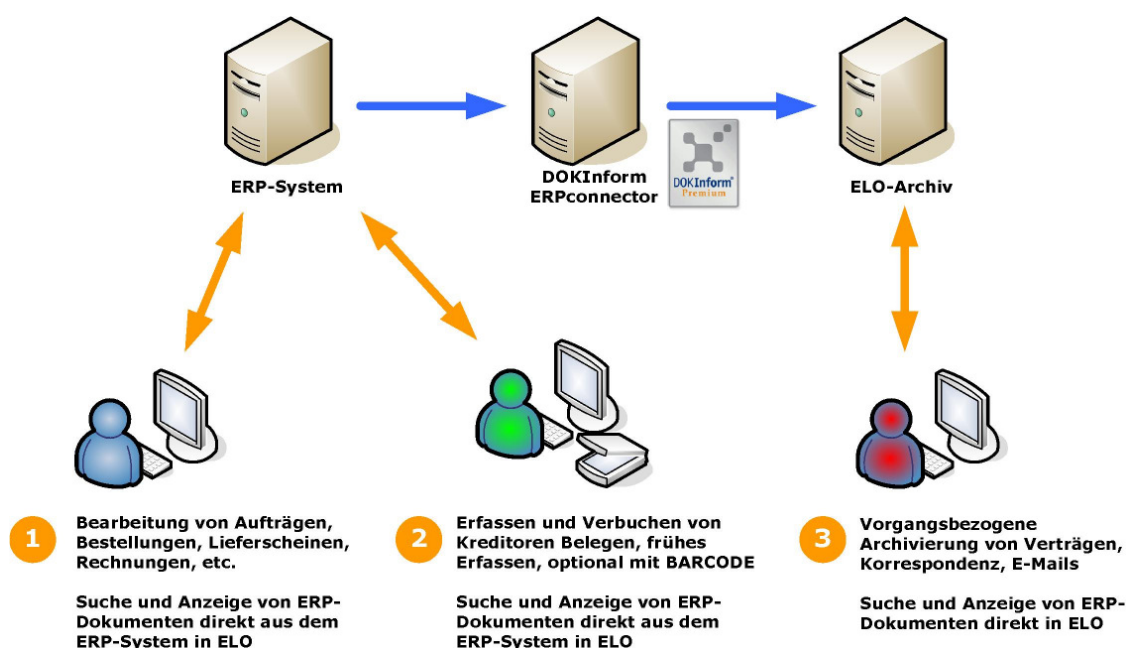 ERP-System
DOKInform
ERPconnector
DOKInform®
Premium
ELO-Archiv
1
Bearbeitung von Aufträgen,
Bestellungen, Lieferscheinen,
Rechnungen, etc.
Suche und Anzeige von ERP-
Dokumenten direkt aus dem
ERP-System in ELO
2
Erfassen und Verbuchen von
Kreditoren Belegen, frühes
Erfassen, optional mit BARCODE
Suche und Anzeige von ERP-
Dokumenten direkt aus dem
ERP-System in ELO
3
Vorgangsbezogene
Archivierung von Verträgen,
Korrespondenz, E-Mails
Suche und Anzeige von ERP-
Dokumenten direkt in ELO